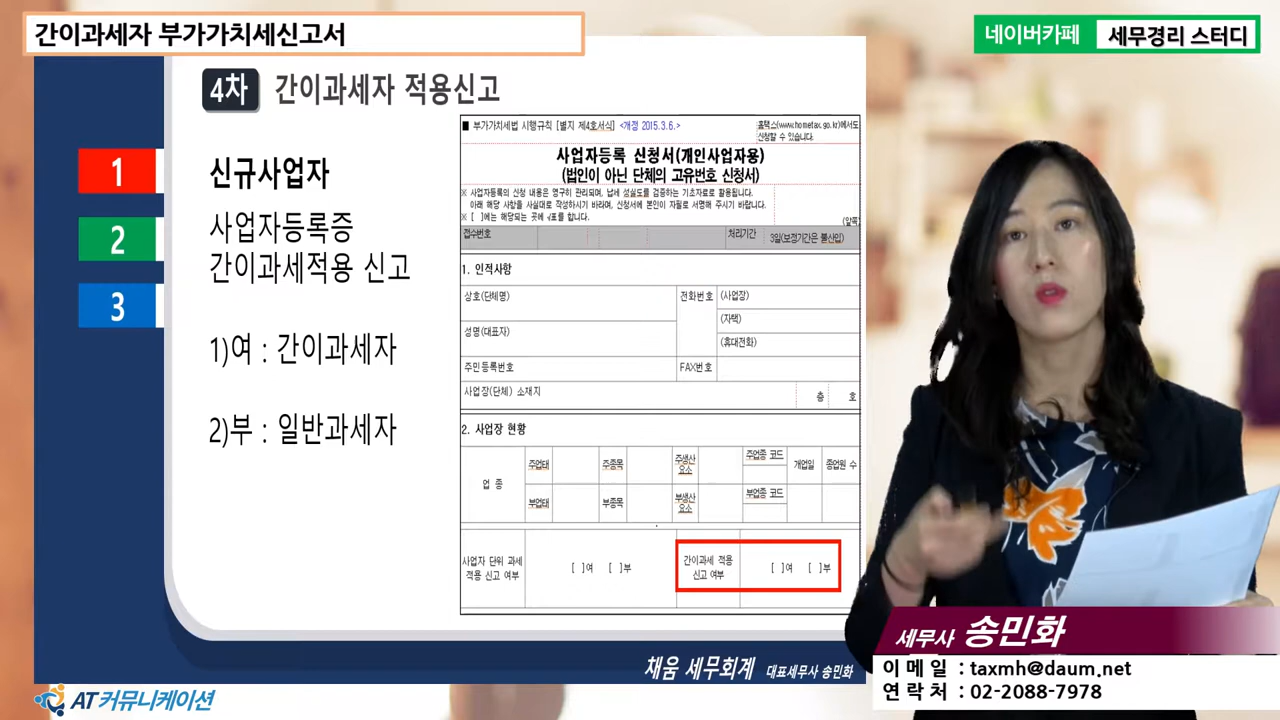 간이과세자 부가가치세신고서
네이버카페 세무경리 스터디
4차 간이과세자 적용신고
1
2
3
신규사업자
사업자등록증
간이과세적용 신고
1)여 : 간이과세자
2)부 : 일반과세자
■ 부가가치세법 시행규칙 [별지 제4호서식] <개정 2015.3.6.>
홈택스(www.hometax.go.kr)에서도
신청할 수 있습니다.
사업자등록 신청서(개인사업자용)
(법인이 아닌 단체의 고유번호 신청서)
※ 사업자등록의 신청 내용은 영구히 관리되며, 납세 성실도를 검증하는 기초자료로 활용됩니다.
아래 해당 사항을 사실대로 작성하시기 바라며, 신청서에 본인이 자필로 서명해 주시기 바랍니다.
※ [ ]에는 해당되는 곳에 √표를 합니다.
(앞쪽)
접수번호 처리기간 3일(보정기간은 불산입)
1. 인적사항
상호(단체명) 전화번호 (사업장)
(자택)
성명(대표자)
(휴대전화)
주민등록번호 FAX번호
사업장(단체) 소재지 층 호
2. 사업장 현황
업 종 주업태 주종목 주생산요소 주업종 코드 개업일 종업원 수
부업태 부종목 부생산요소 부업종 코드
사업자 단위 과세 적용 신고 여부 [ ]여 [ ]부 간이과세 적용 신고 여부 [ ]여 [ ]부
채움 세무회계 대표세무사 송민화
세무사 송민화
이 메 일 : taxmh@daum.net
연 락 처 : 02-2088-7978
AT커뮤니케이션